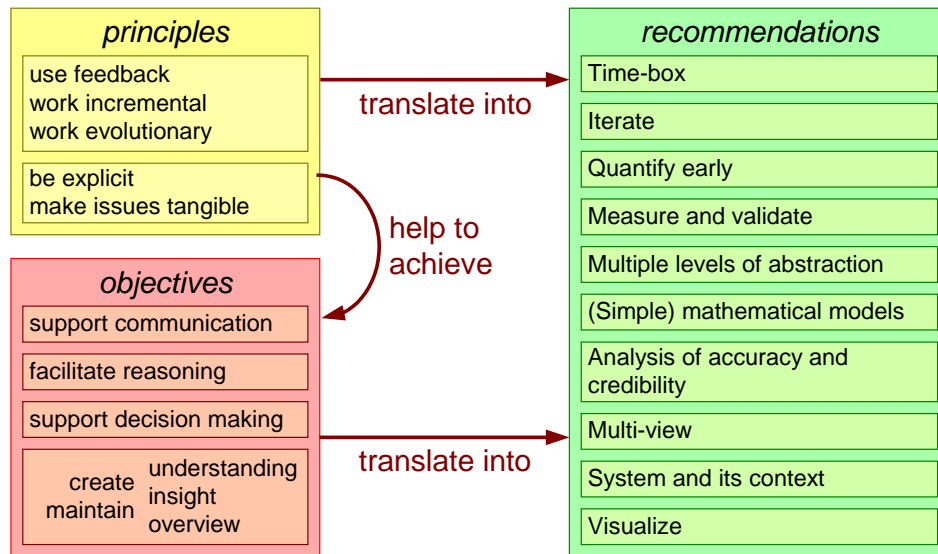 principles
use feedback
work incremental
work evolutionary
be explicit
make issues tangible
translate into
help to
achieve
objectives
support communication
facilitate reasoning
support decision making
create
maintain
understanding
insight
overview
translate into
recommendations
Time-box
Iterate
Quantify early
Measure and validate
Multiple levels of abstraction
(Simple) mathematical models
Analysis of accuracy and
credibility
Multi-view
System and its context
Visualize